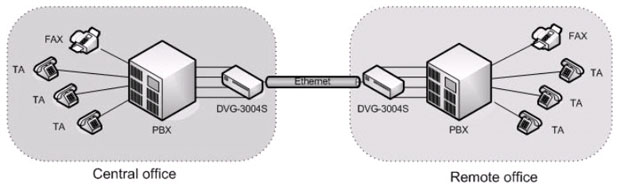 FAX
TA
TA
TA
PBX
DVG-3004S
Ethernet
DVG-3004S
PBX
FAX
TA
TA
TA
Central office
Remote office